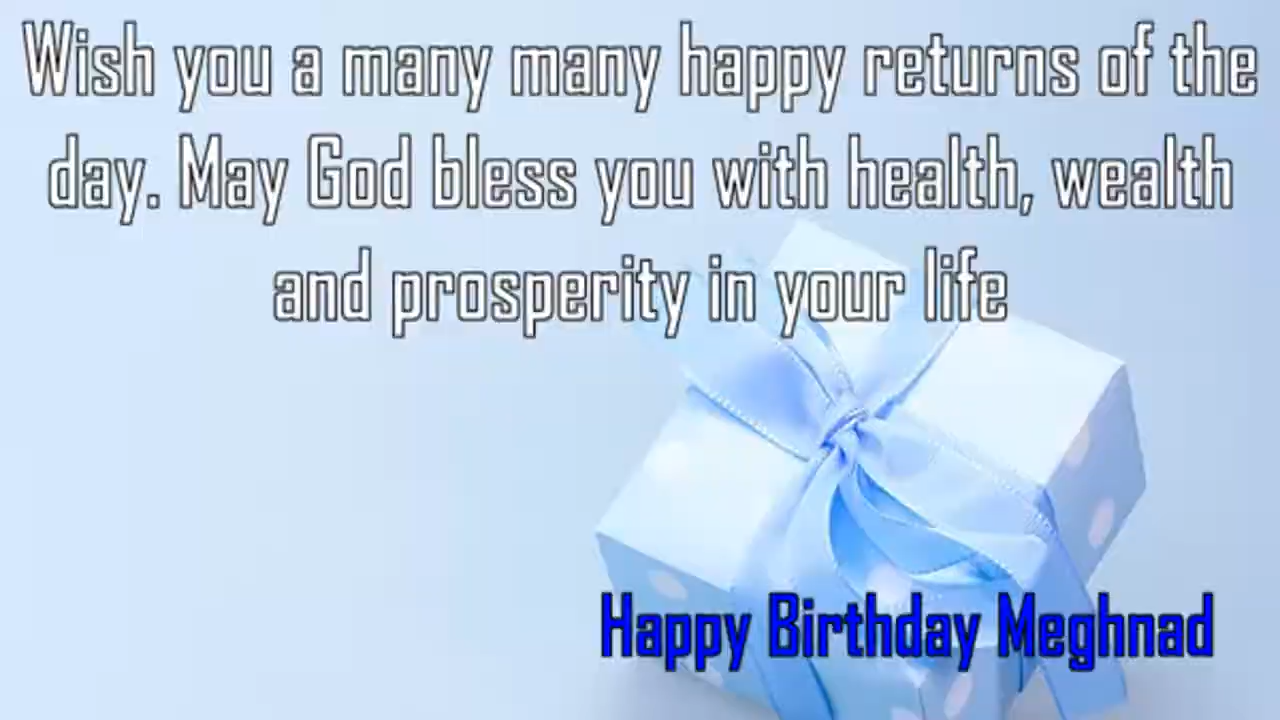 Wish you a many many happy returns of the
day. May God bless you with health, wealth
and prosperity in your life
Happy Birthday Meghnad